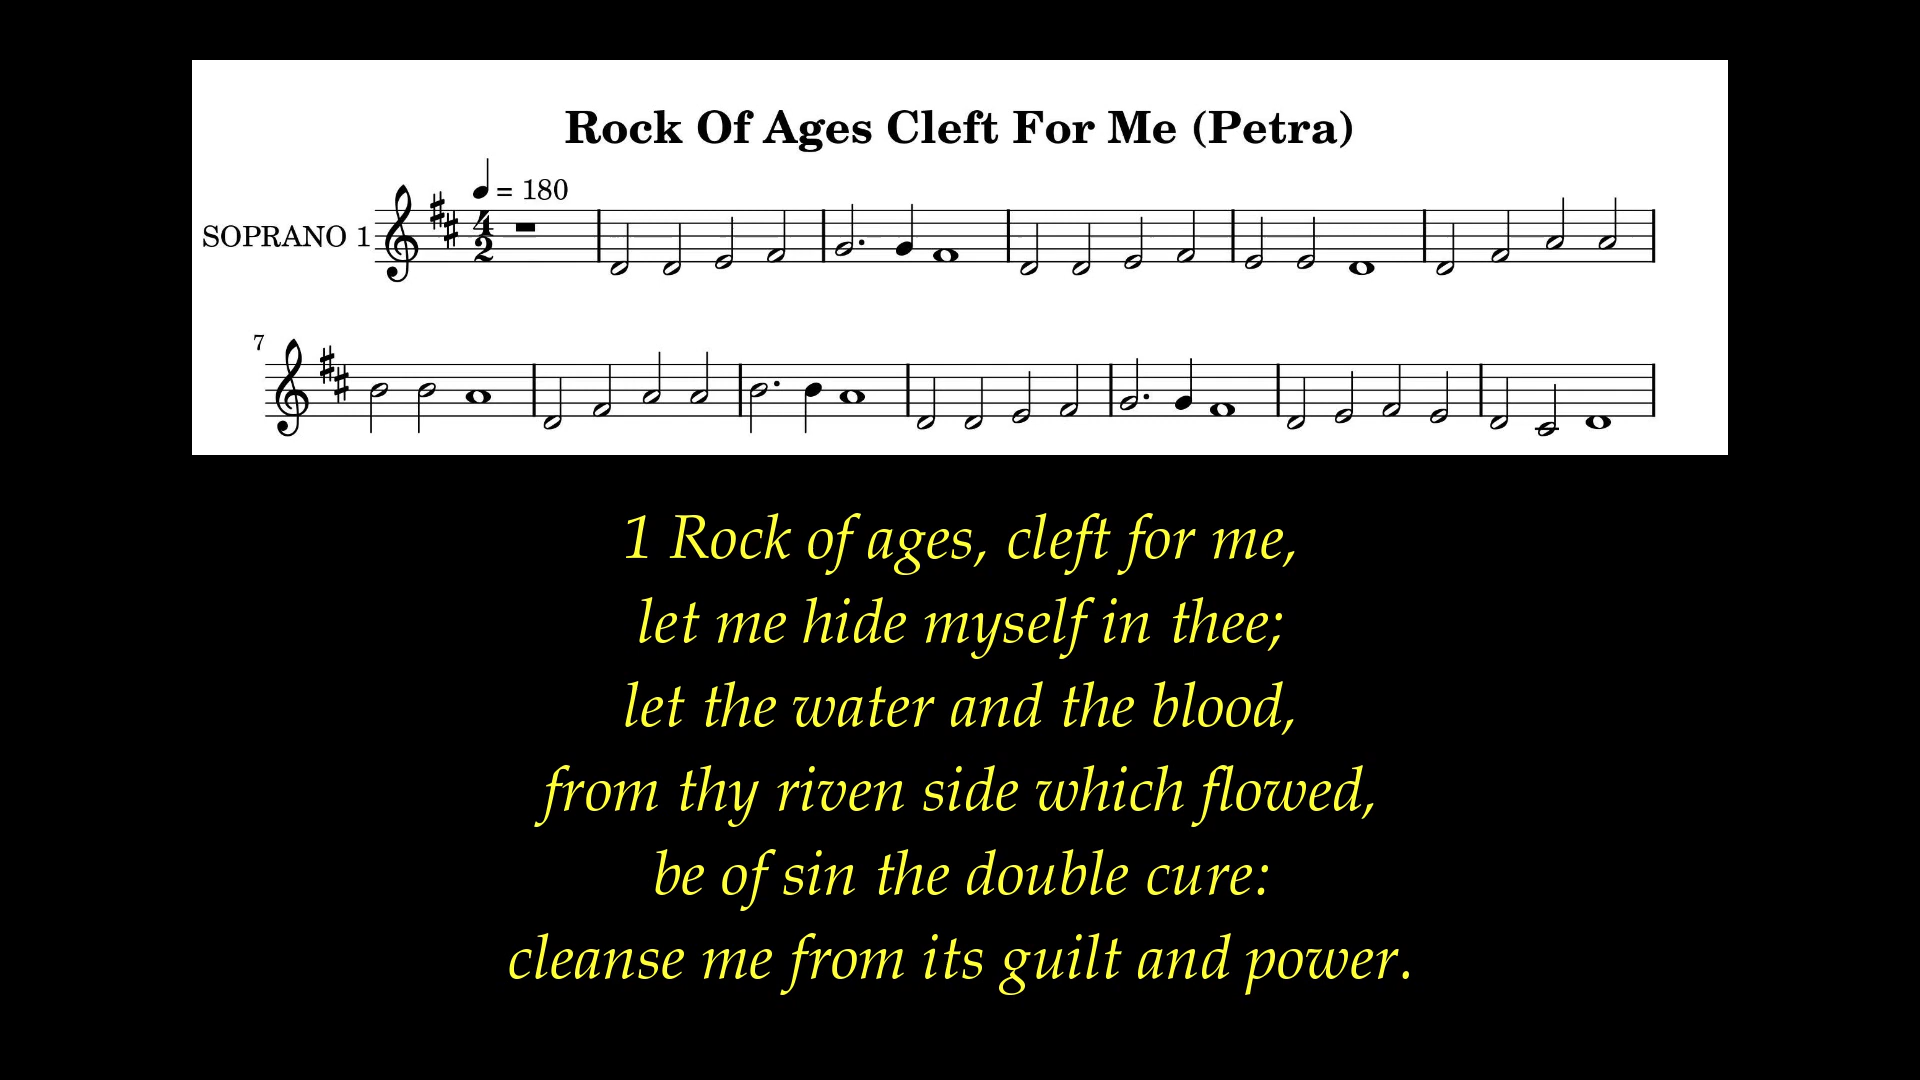 Rock Of Ages Cleft For Me (Petra)
= 180
SOPRANO 1
4
2
7
1 Rock of ages, cleft for me,
let me hide myself in thee;
let the water and the blood,
from thy riven side which flowed,
be of sin the double cure:
cleanse me from its guilt and power.